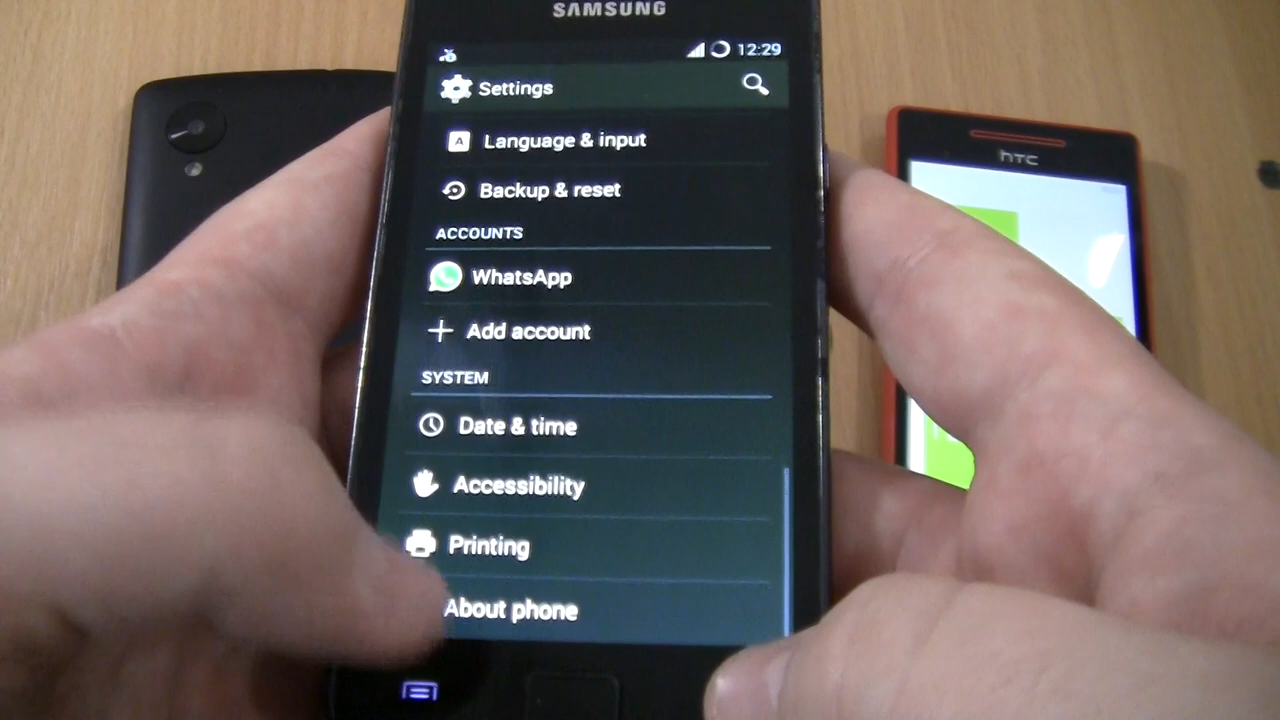 SAMSUNG
12:29
Settings
A Language & input
Backup & reset
ACCOUNTS
WhatsApp
Add account
SYSTEM
Date & time
Accessibility
Printing
About phone
hTC